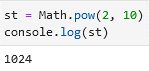 st = Math.pow(2, 10)
console.log(st)
1024